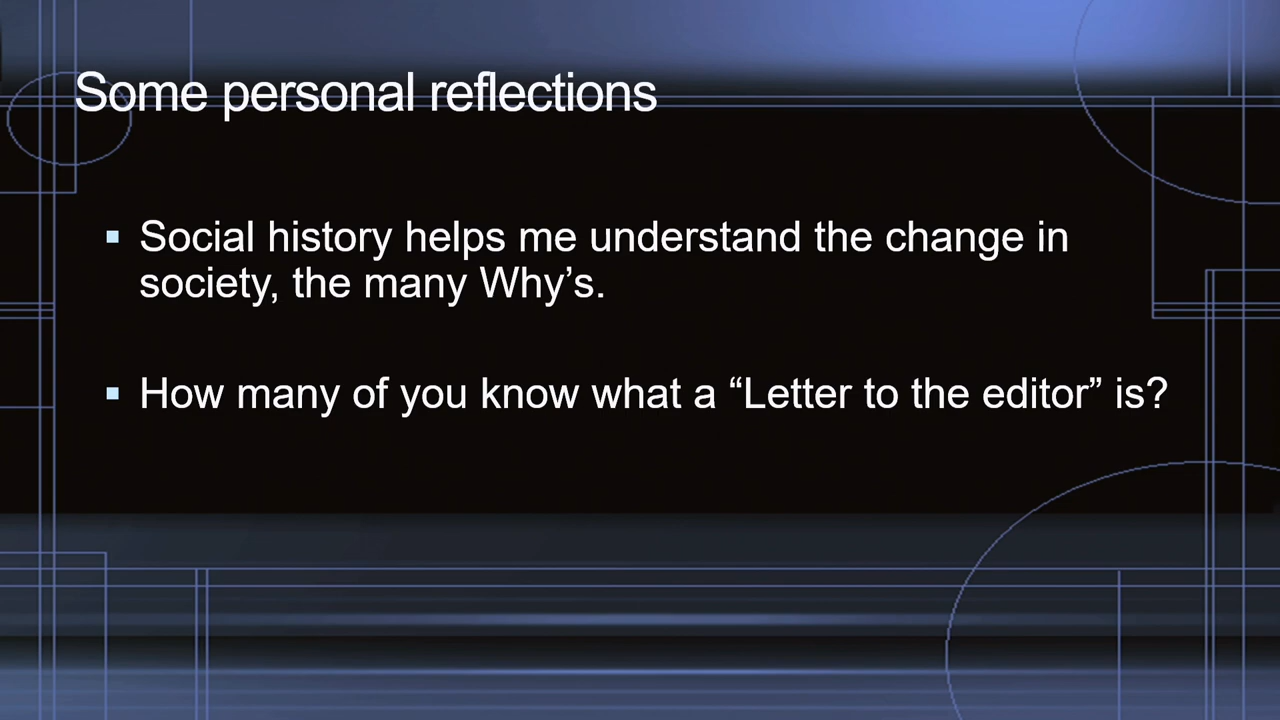 Some personal reflections
Social history helps me understand the change in
society, the many Why’s.
How many of you know what a “Letter to the editor” is?